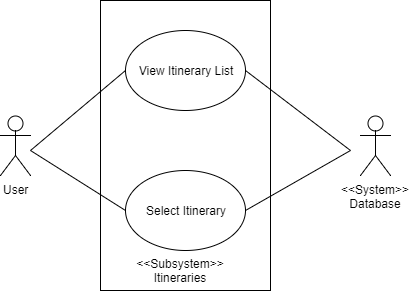 View Itinerary List
User
<<System>>
Database
Select Itinerary
<<Subsystem>>
Itineraries